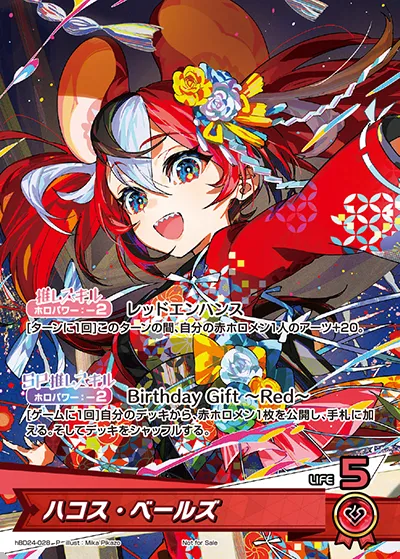 推しスキル
ホロパワー:-2
レッドエンハンス
[ターンに1回]このターンの間、自分の赤ホロメン1人のアーツ+20。
SP推しスキル
ホロパワー:-2
Birthday Gift ~Red~
[ゲームに1回]自分のデッキから、赤ホロメン1枚を公開し、手札に加
える。そしてデッキをシャッフルする。
LIFE 5
ハコス・ベールズ
hBD24-028 P illust : Mika Pikazo Not for Sale